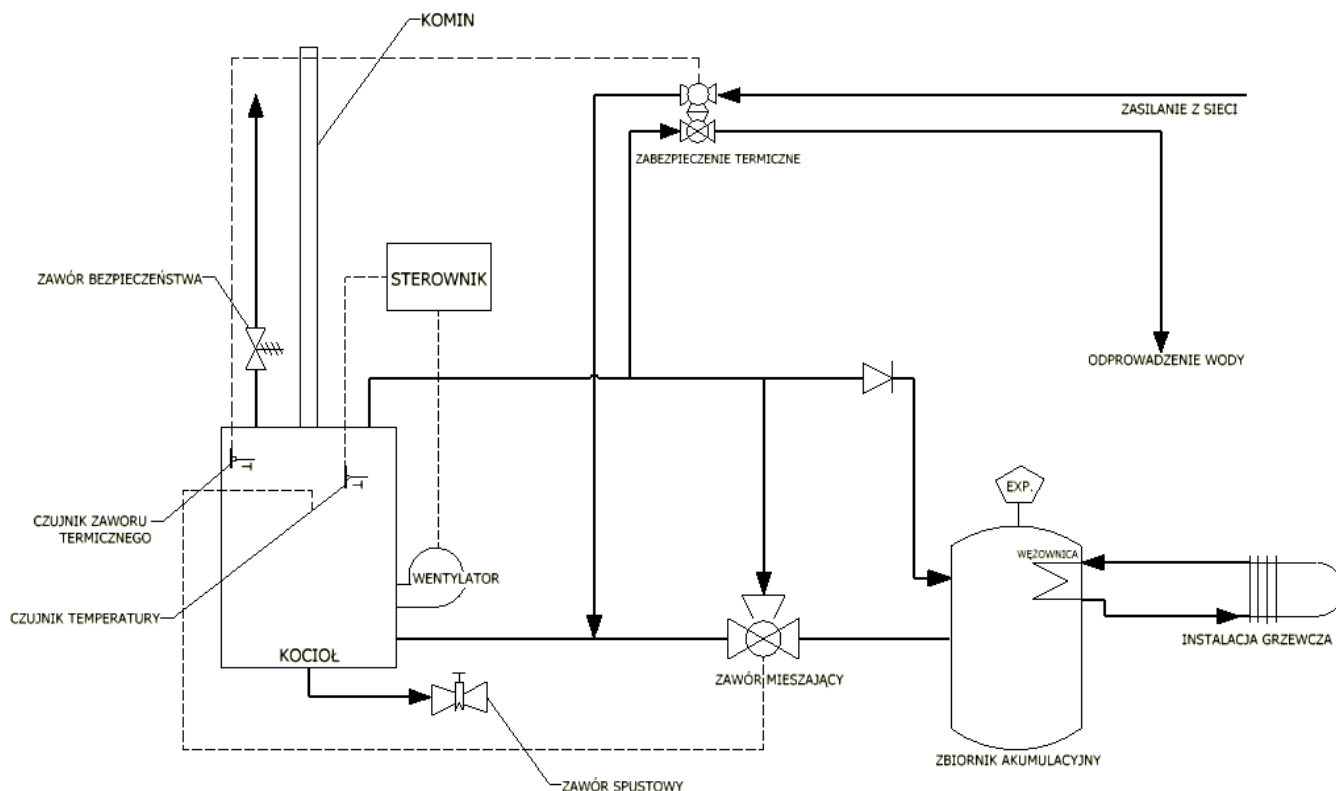 KOMIN
ZASILANIE Z SIECI
ZABEZPIECZENIE TERMICZNE
ZAWÓR BEZPIECZEŃSTWA
STEROWNIK
ODPROWADZENIE WODY
T
T
EXP.
CZUJNIK ZAWORU
TERMICZNEGO
WĘŻOWNICA
WENTYLATOR
CZUJNIK TEMPERATURY
INSTALACJA GRZEWCZA
KOCIOŁ
ZAWÓR MIESZAJĄCY
ZBIORNIK AKUMULACYJNY
ZAWÓR SPUSTOWY